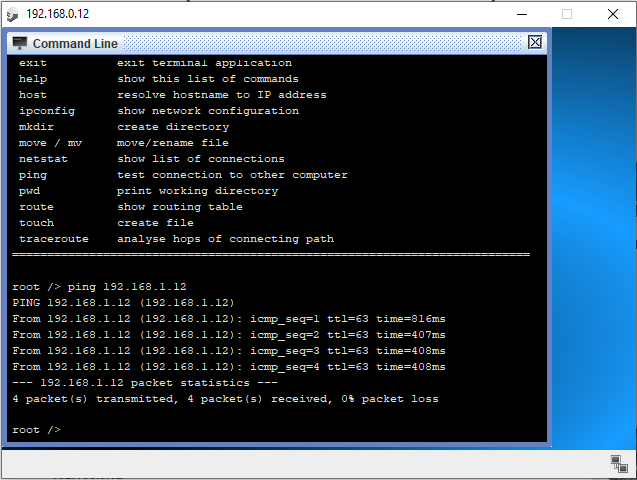 192.168.0.12
Command Line
exit exit terminal application
help show this list of commands
host resolve hostname to IP address
ipconfig show network configuration
mkdir create directory
move / mv move/rename file
netstat show list of connections
ping test connection to other computer
pwd print working directory
route show routing table
touch create file
traceroute analyse hops of connecting path
==========================================================================
root /> ping 192.168.1.12
PING 192.168.1.12 (192.168.1.12)
From 192.168.1.12 (192.168.1.12): icmp_seq=1 ttl=63 time=816ms
From 192.168.1.12 (192.168.1.12): icmp_seq=2 ttl=63 time=407ms
From 192.168.1.12 (192.168.1.12): icmp_seq=3 ttl=63 time=408ms
From 192.168.1.12 (192.168.1.12): icmp_seq=4 ttl=63 time=408ms
--- 192.168.1.12 packet statistics ---
4 packet(s) transmitted, 4 packet(s) received, 0% packet loss
root />